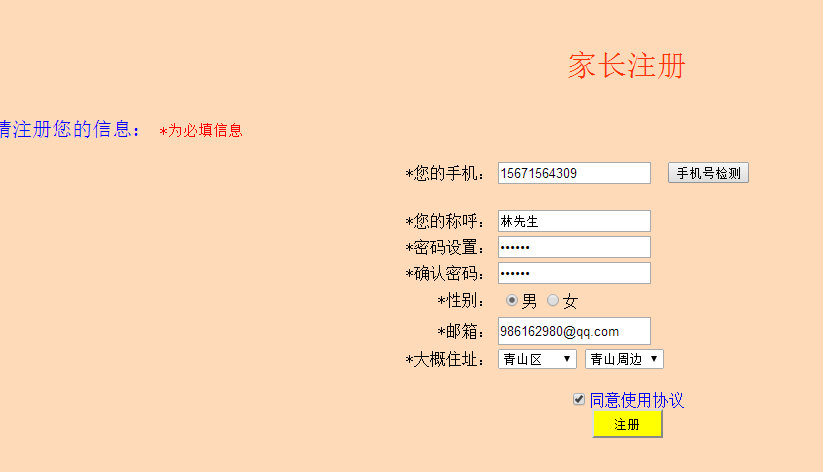 家长注册
请注册您的信息： *为必填信息
*您的手机： 15671564309 手机号检测
*您的称呼： 林先生
*密码设置： ••••••
*确认密码： ••••••
*性别： 男 女
*邮箱： 986162980@qq.com
*大概住址： 青山区 青山周边
同意使用协议
注册